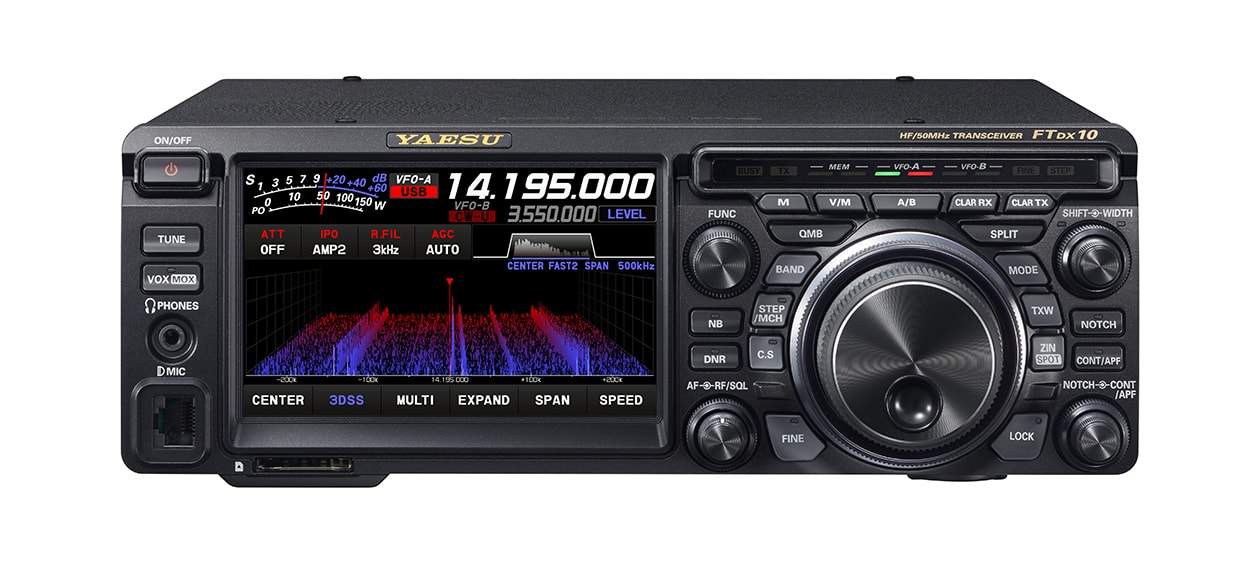 ON/OFF
YAESU
HF/50MHz TRANSCEIVER FTDX10
TUNE
VOX MOX
PHONES
MIC
S 1 3 5 7 9 +20 +40 +60 dB
PO 0 10 50 100 150 W
VFO-A
USB
14.195.000
VFO-B
CW-U
3.550.000
LEVEL
ATT IPO R.FIL AGC
OFF AMP2 3kHz AUTO
CENTER FAST2 SPAN 500kHz
-200k -100k 14.195.000 +100k +200k
CENTER 3DSS MULTI EXPAND SPAN SPEED
BUSY TX MEM VFO-A VFO-B FINE STEP
M V/M A/B CLAR RX CLAR TX
FUNC
QMB
SPLIT
SHIFT WIDTH
BAND
MODE
STEP
/MCH
TXW
NB
NOTCH
DNR
C.S
ZIN
SPOT
CONT/APF
AF RF/SQL
NOTCH CONT
/APF
FINE
LOCK